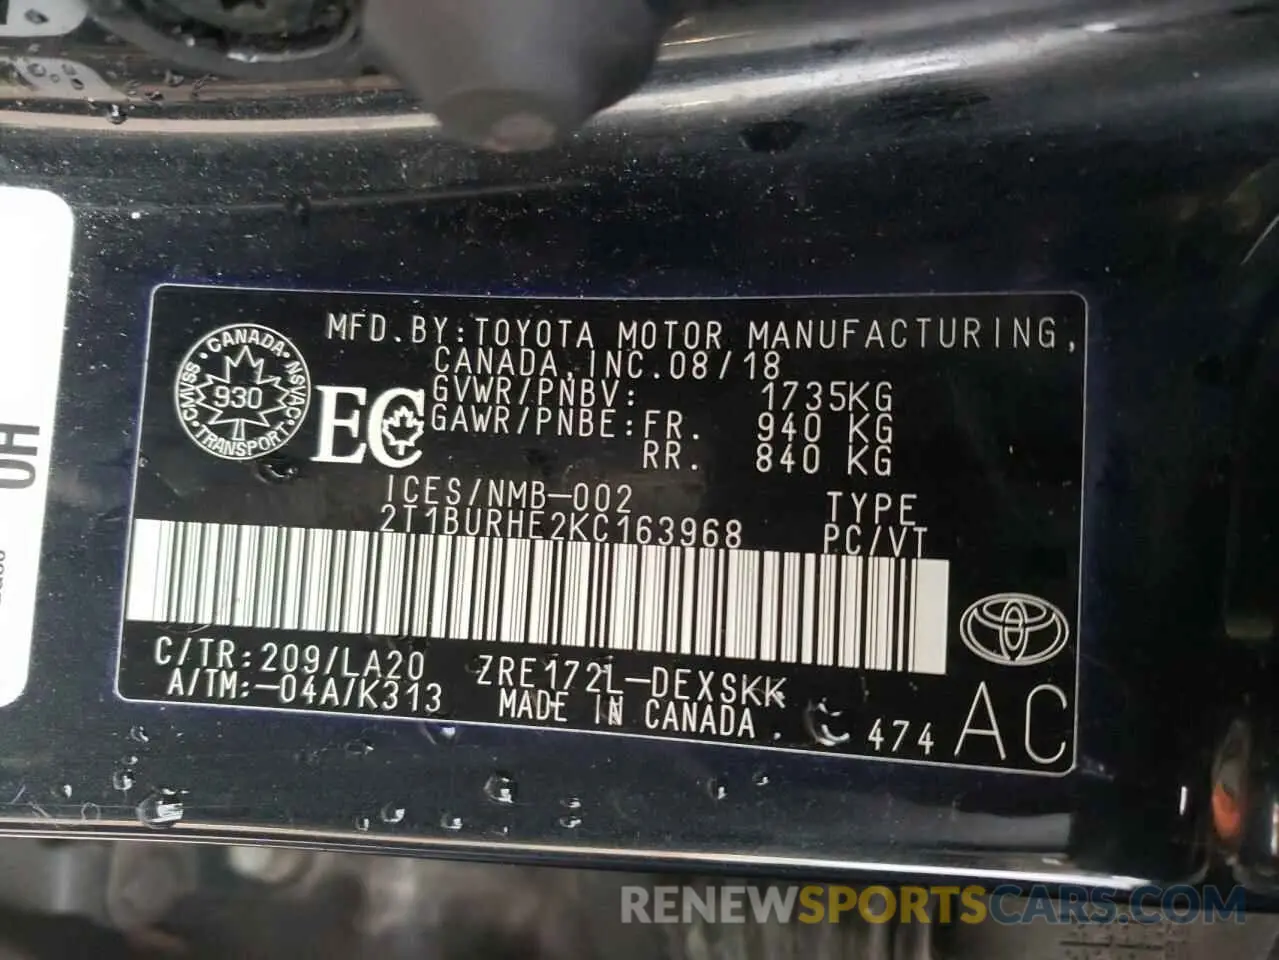 MFD.BY:TOYOTA MOTOR MANUFACTURING,
CANADA,INC.08/18
GVWR/PNBV: 1735KG
GAWR/PNBE:FR. 940 KG
RR. 840 KG
CANADA
CMVSS NSVAC
930
TRANSPORT
EC
ICES/NMB-002
2T1BURHE2KC163968
TYPE
PC/VT
C/TR:209/LA20 ZRE172L-DEXSKK
A/TM:-04A/K313 MADE IN CANADA.
474
AC
RENEWSPORTSCARS.COM